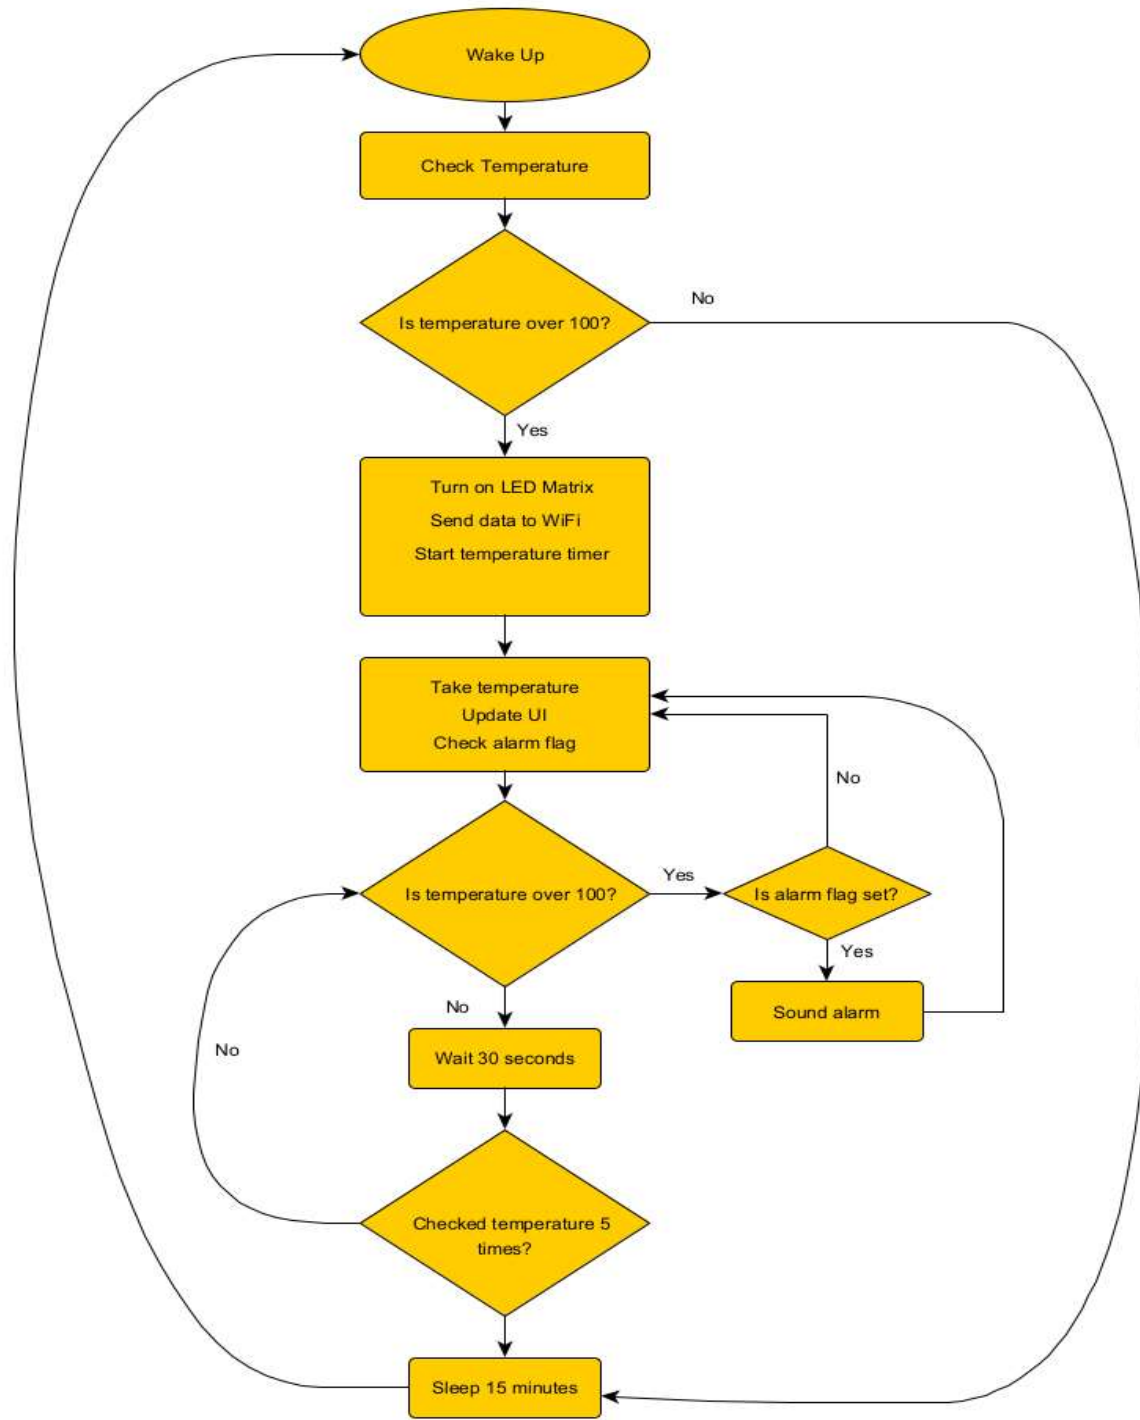 Wake Up
Check Temperature
Is temperature over 100?
No
Yes
Turn on LED Matrix
Send data to WiFi
Start temperature timer
Take temperature
Update UI
Check alarm flag
No
Is temperature over 100?
Yes
Is alarm flag set?
Yes
No
Sound alarm
No
Wait 30 seconds
Checked temperature 5
times?
Sleep 15 minutes